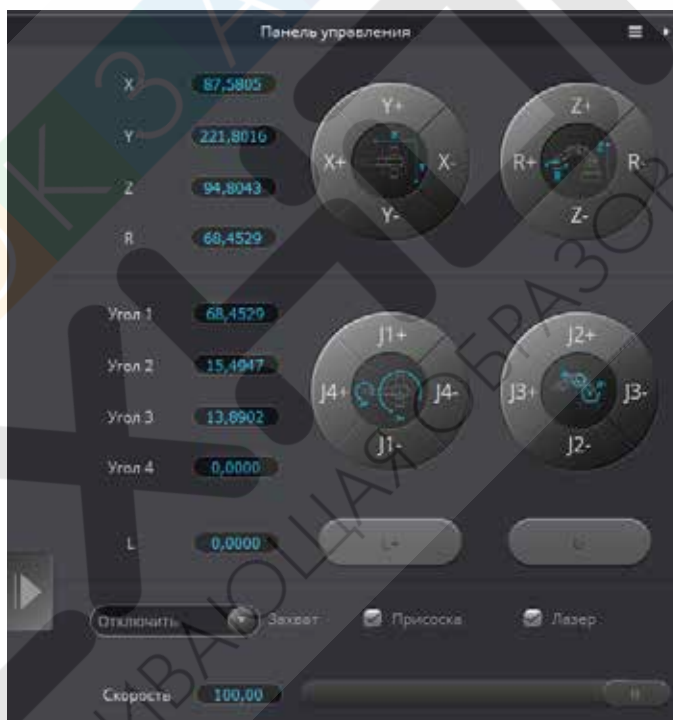 Панель управления
X 87,5805
Y 221,8016
Z 94,8043
R 68,4529
Y+
X+ X-
Y-
Z+
R+ R-
Z-
Угол 1 68,4529
Угол 2 15,4947
Угол 3 13,8902
Угол 4 0,0000
J1+
J4+ J4-
J1-
J2+
J3+ J3-
J2-
L 0,0000 L+
Отключить Захват Присоска Лазер
Скорость 100,00